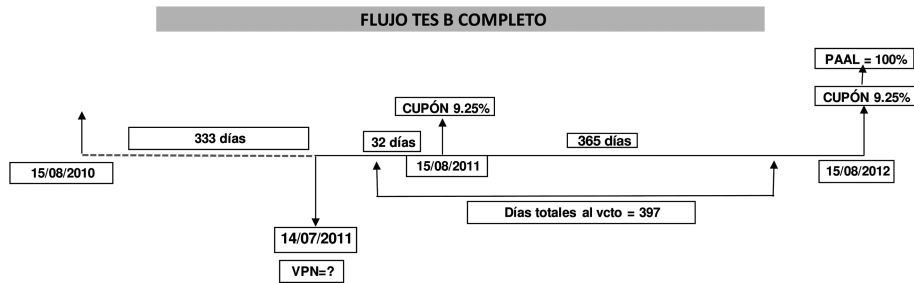 FLUJO TES B COMPLETO
PAAL = 100%
CUPÓN 9.25%
CUPÓN 9.25%
333 días
32 días
365 días
15/08/2010
15/08/2011
15/08/2012
Días totales al vcto = 397
14/07/2011
VPN=?